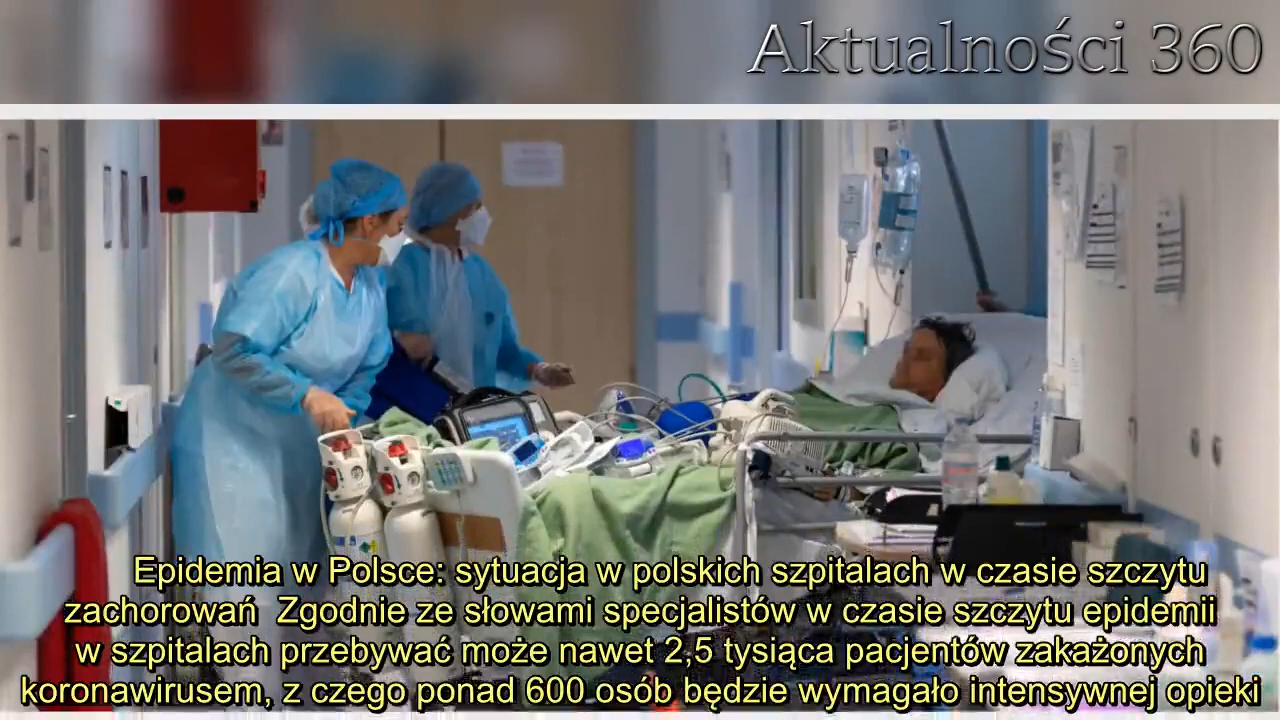 Aktualności 360
Epidemia w Polsce: sytuacja w polskich szpitalach w czasie szczytu
zachorowań  Zgodnie ze słowami specjalistów w czasie szczytu epidemii
w szpitalach przebywać może nawet 2,5 tysiąca pacjentów zakażonych
koronawirusem, z czego ponad 600 osób będzie wymagało intensywnej opieki